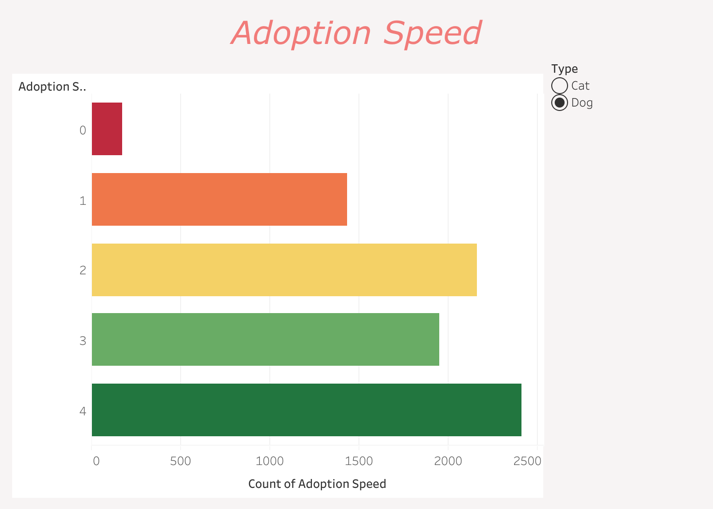 Adoption Speed
Type
Cat
Dog
Adoption S..
0
1
2
3
4
0 500 1000 1500 2000 2500
Count of Adoption Speed